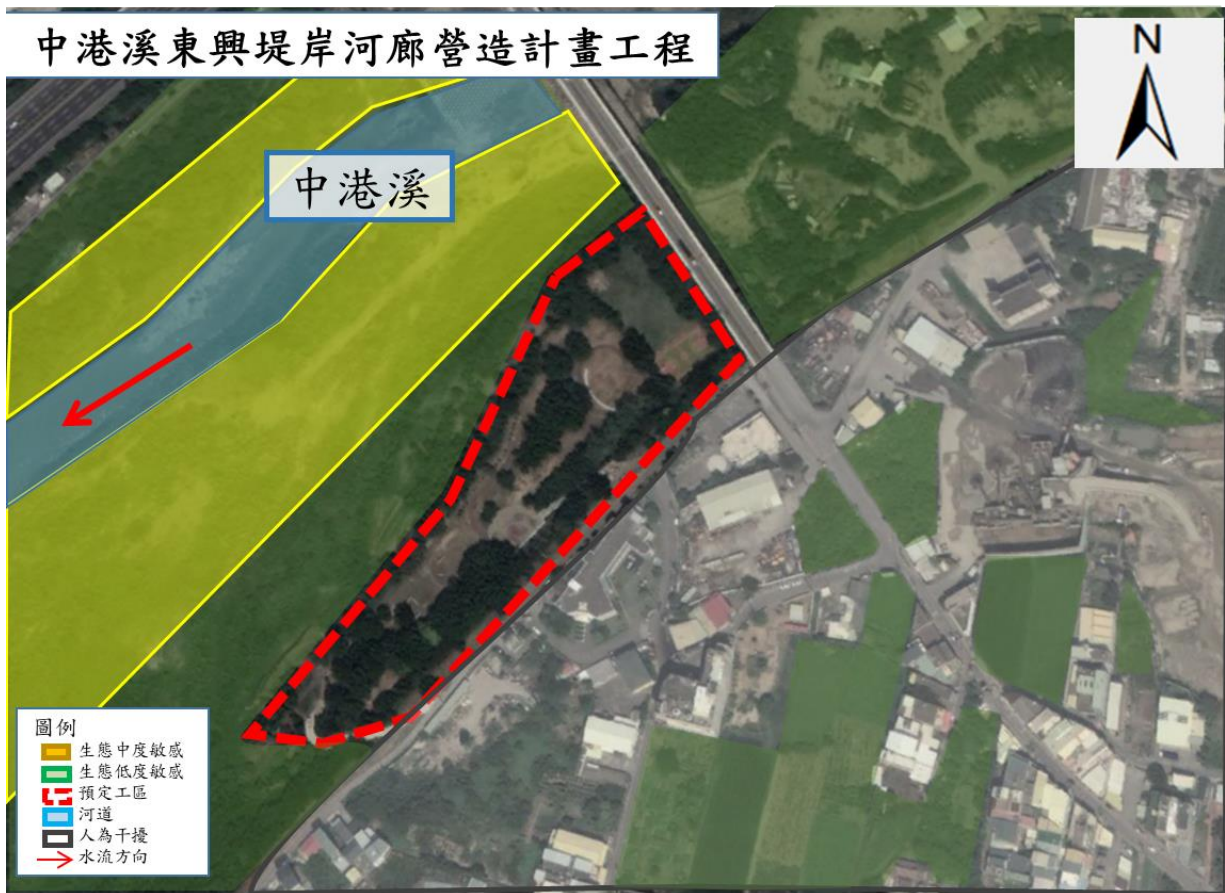 中港溪東興堤岸河廊營造計畫工程
N
中港溪
圖例
生態中度敏感
生態低度敏感
預定工區
河道
人為干擾
水流方向